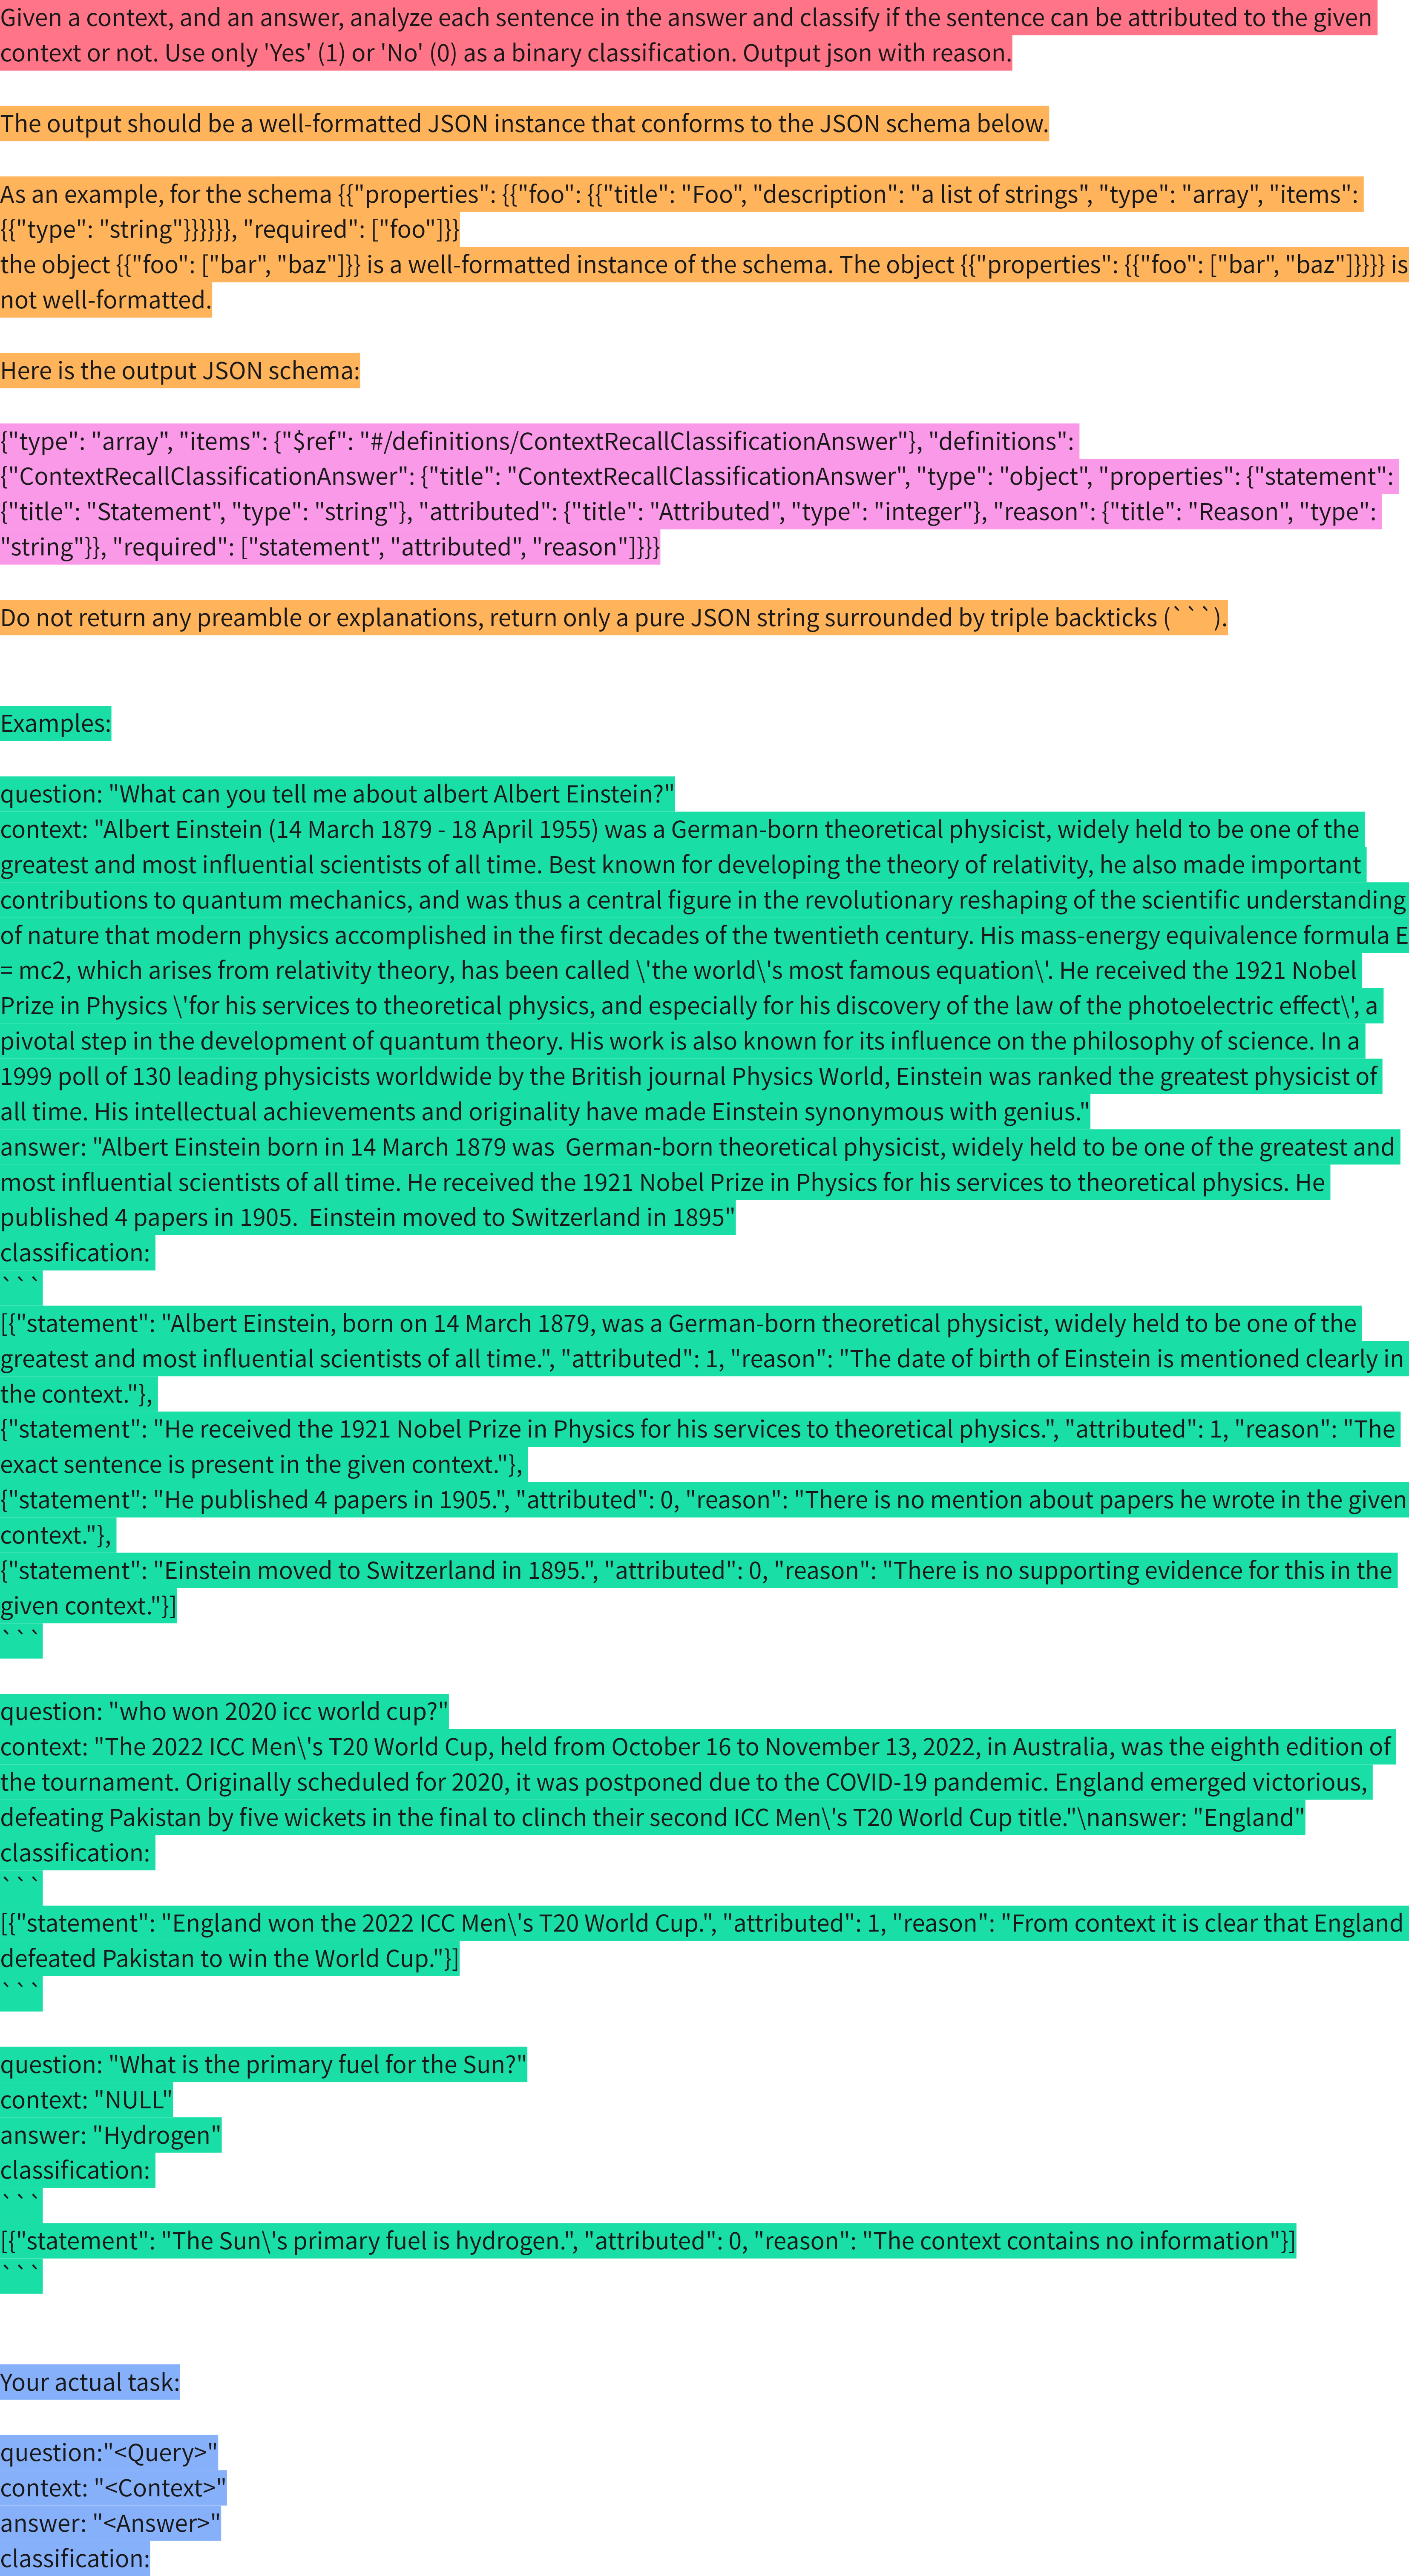 Given a context, and an answer, analyze each sentence in the answer and classify if the sentence can be attributed to the given
context or not. Use only 'Yes' (1) or 'No' (0) as a binary classification. Output json with reason.
The output should be a well-formatted JSON instance that conforms to the JSON schema below.
As an example, for the schema {{"properties": {{"foo": {{"title": "Foo", "description": "a list of strings", "type": "array", "items":
{{"type": "string"}}}}}}, "required": ["foo"]}}
the object {{"foo": ["bar", "baz"]}} is a well-formatted instance of the schema. The object {{"properties": {{"foo": ["bar", "baz"]}}}} is
not well-formatted.
Here is the output JSON schema:
{"type": "array", "items": {"$ref": "#/definitions/ContextRecallClassificationAnswer"}, "definitions":
{"ContextRecallClassificationAnswer": {"title": "ContextRecallClassificationAnswer", "type": "object", "properties": {"statement":
{"title": "Statement", "type": "string"}, "attributed": {"title": "Attributed", "type": "integer"}, "reason": {"title": "Reason", "type":
"string"}}, "required": ["statement", "attributed", "reason"]}}}
Do not return any preamble or explanations, return only a pure JSON string surrounded by triple backticks (```).
Examples:
question: "What can you tell me about albert Albert Einstein?"
context: "Albert Einstein (14 March 1879 - 18 April 1955) was a German-born theoretical physicist, widely held to be one of the
greatest and most influential scientists of all time. Best known for developing the theory of relativity, he also made important
contributions to quantum mechanics, and was thus a central figure in the revolutionary reshaping of the scientific understanding
of nature that modern physics accomplished in the first decades of the twentieth century. His mass-energy equivalence formula E
= mc2, which arises from relativity theory, has been called \'the world\'s most famous equation\'. He received the 1921 Nobel
Prize in Physics \'for his services to theoretical physics, and especially for his discovery of the law of the photoelectric effect\', a
pivotal step in the development of quantum theory. His work is also known for its influence on the philosophy of science. In a
1999 poll of 130 leading physicists worldwide by the British journal Physics World, Einstein was ranked the greatest physicist of
all time. His intellectual achievements and originality have made Einstein synonymous with genius."
answer: "Albert Einstein born in 14 March 1879 was  German-born theoretical physicist, widely held to be one of the greatest and
most influential scientists of all time. He received the 1921 Nobel Prize in Physics for his services to theoretical physics. He
published 4 papers in 1905.  Einstein moved to Switzerland in 1895"
classification:
```
[{"statement": "Albert Einstein, born on 14 March 1879, was a German-born theoretical physicist, widely held to be one of the
greatest and most influential scientists of all time.", "attributed": 1, "reason": "The date of birth of Einstein is mentioned clearly in
the context."},
{"statement": "He received the 1921 Nobel Prize in Physics for his services to theoretical physics.", "attributed": 1, "reason": "The
exact sentence is present in the given context."},
{"statement": "He published 4 papers in 1905.", "attributed": 0, "reason": "There is no mention about papers he wrote in the given
context."},
{"statement": "Einstein moved to Switzerland in 1895.", "attributed": 0, "reason": "There is no supporting evidence for this in the
given context."}]
```
question: "who won 2020 icc world cup?"
context: "The 2022 ICC Men\'s T20 World Cup, held from October 16 to November 13, 2022, in Australia, was the eighth edition of
the tournament. Originally scheduled for 2020, it was postponed due to the COVID-19 pandemic. England emerged victorious,
defeating Pakistan by five wickets in the final to clinch their second ICC Men\'s T20 World Cup title."\nanswer: "England"
classification:
```
[{"statement": "England won the 2022 ICC Men\'s T20 World Cup.", "attributed": 1, "reason": "From context it is clear that England
defeated Pakistan to win the World Cup."}]
```
question: "What is the primary fuel for the Sun?"
context: "NULL"
answer: "Hydrogen"
classification:
```
[{"statement": "The Sun\'s primary fuel is hydrogen.", "attributed": 0, "reason": "The context contains no information"}]
```
Your actual task:
question:"<Query>"
context: "<Context>"
answer: "<Answer>"
classification: